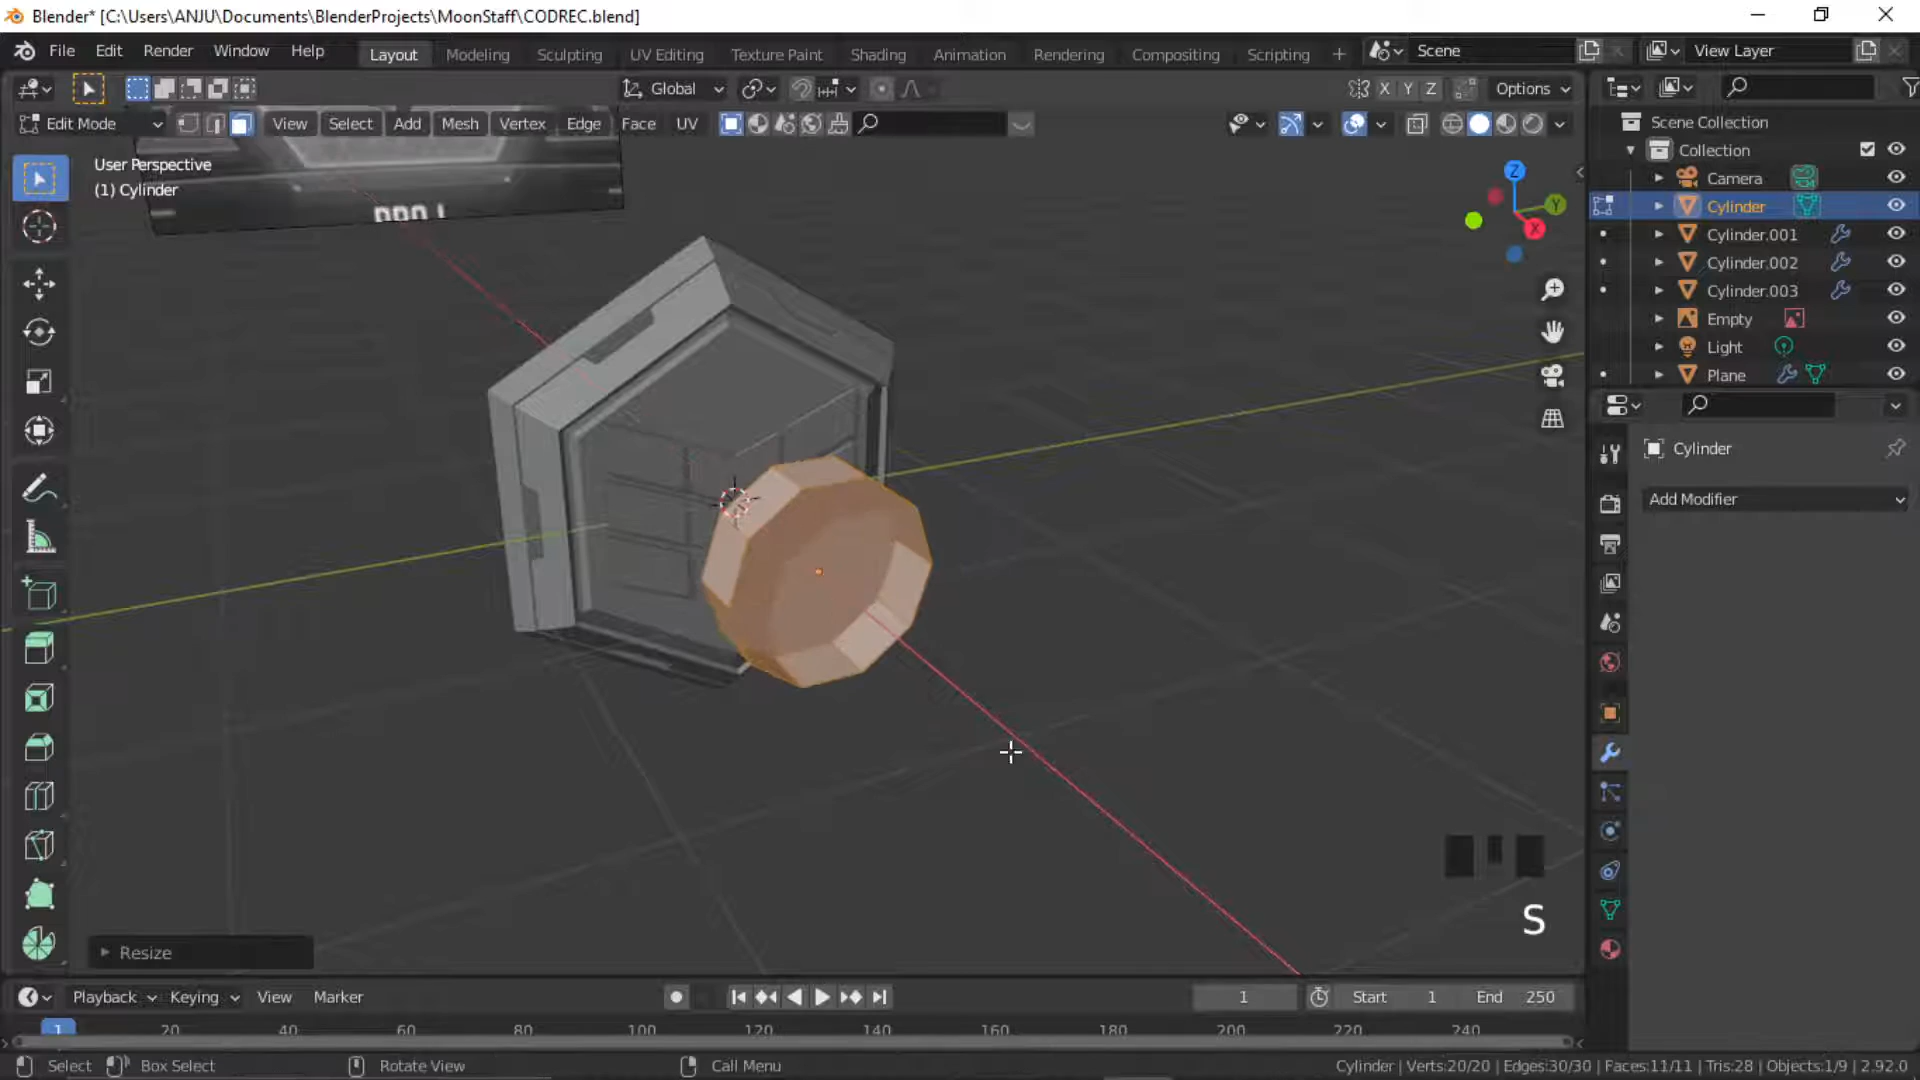 Blender* [C:\Users\ANJU\Documents\BlenderProjects\MoonStaff\CODREC.blend]
File Edit Render Window Help Layout Modeling Sculpting UV Editing Texture Paint Shading Animation Rendering Compositing Scripting + Scene View Layer
Global X Y Z Options
Edit Mode View Select Add Mesh Vertex Edge Face UV
User Perspective
(1) Cylinder
Z
Y
X
Scene Collection
Collection
Camera
Cylinder
Cylinder.001
Cylinder.002
Cylinder.003
Empty
Light
Plane
Cylinder
Add Modifier
S
Resize
Playback Keying View Marker 1 Start 1 End 250
1 20 40 60 80 100 120 140 160 180 200 220 240
Select Box Select Rotate View Call Menu Cylinder | Verts:20/20 | Edges:30/30 | Faces:11/11 | Tris:28 | Objects:1/9 | 2.92.0